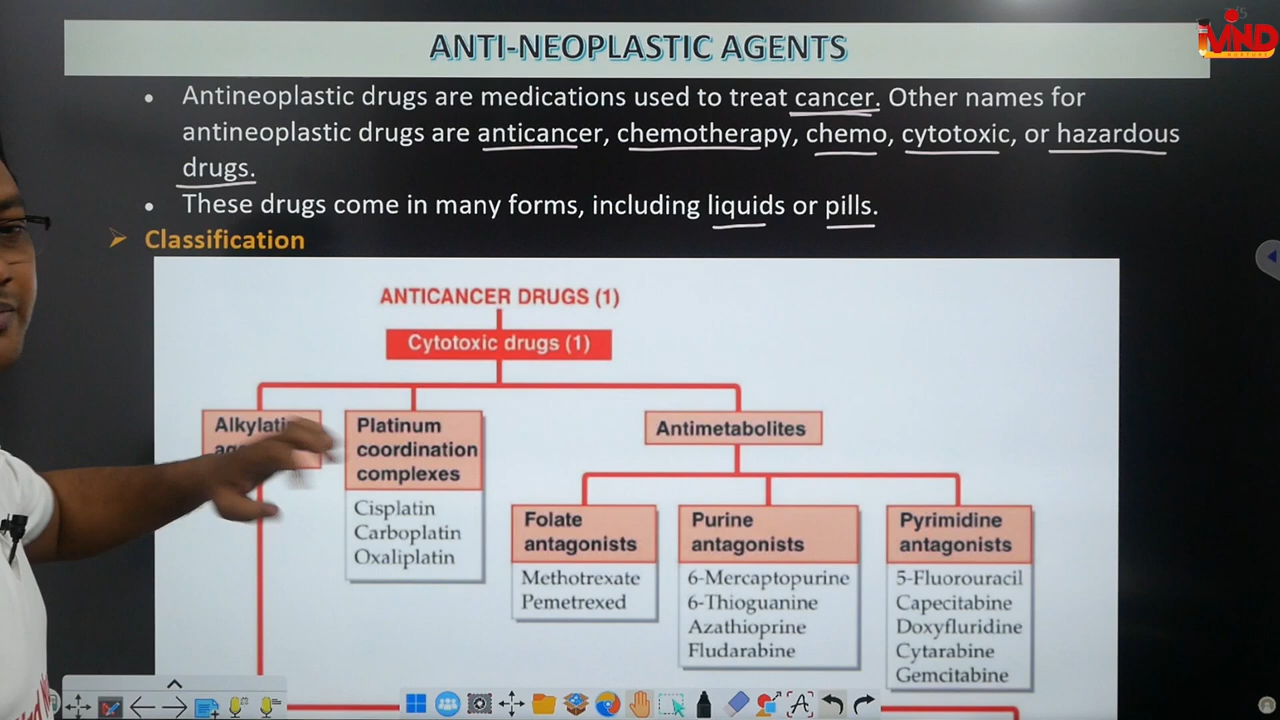 ANTI-NEOPLASTIC AGENTS
MIND
Antineoplastic drugs are medications used to treat cancer. Other names for
antineoplastic drugs are anticancer, chemotherapy, chemo, cytotoxic, or hazardous
drugs.
These drugs come in many forms, including liquids or pills.
Classification
ANTICANCER DRUGS (1)
Cytotoxic drugs (1)
Platinum
coordination
complexes
Cisplatin
Carboplatin
Oxaliplatin
Antimetabolites
Folate
antagonists
Methotrexate
Pemetrexed
Purine
antagonists
6-Mercaptopurine
6-Thioguanine
Azathioprine
Fludarabine
Pyrimidine
antagonists
5-Fluorouracil
Capecitabine
Doxyfluridine
Cytarabine
Gemcitabine